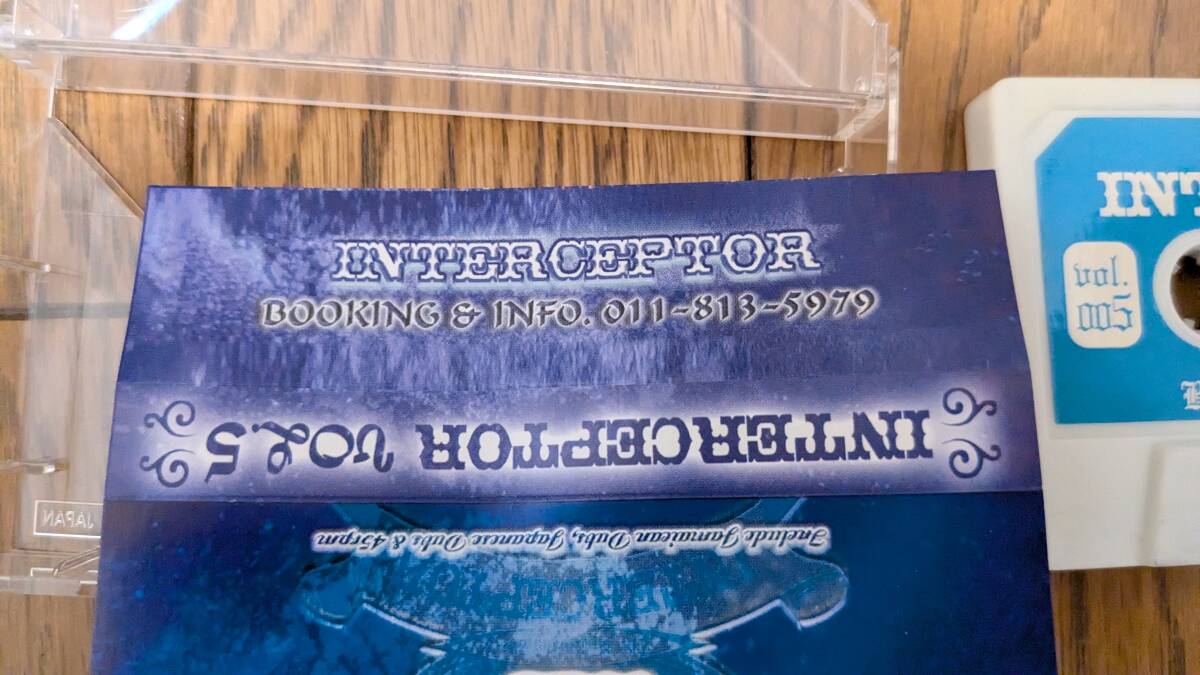 INTERCEPTOR
BOOKING & INFO. 011-813-5979
INTERCEPTOR VOL.5
Include Jamaican Dubs, Japanese Dubs & 45rpm
JAPAN
INT
vol.
005